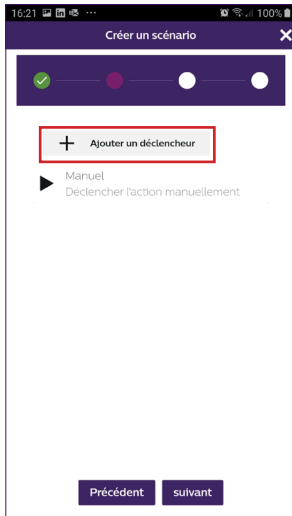 16:21 ... 100%
Créer un scénario
Ajouter un déclencheur
Manuel
Déclencher l'action manuellement
Précédent suivant